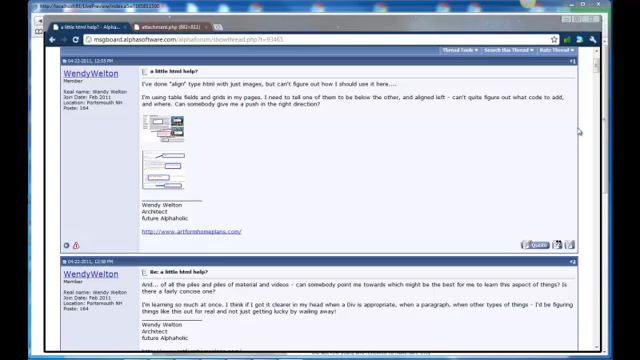 a little html help? - Alpha...
attachment.php (882×812)
msgboard.alphasoftware.com/alphaforum/showthread.php?t=93465
Thread Tools
Search this Thread
Rate Thread
04-22-2011, 12:55 PM
#1
WendyWelton
Member
Real name: Wendy Welton
Join Date: Feb 2011
Location: Portsmouth NH
Posts: 164
a little html help?
I've done "align" type html with just images, but can't figure out how I should use it here....
I'm using table fields and grids in my pages. I need to tell one of them to be below the other, and aligned left - can't quite figure out what code to add,
and where. Can somebody give me a push in the right direction?
Wendy Welton
Architect
future Alphaholic
http://www.artformhomeplans.com/
Quote
04-22-2011, 12:58 PM
#2
WendyWelton
Member
Real name: Wendy Welton
Join Date: Feb 2011
Location: Portsmouth NH
Posts: 164
Re: a little html help?
And... of all the piles and piles of material and videos - can somebody point me towards which might be the best for me to learn this aspect of things? Is
there a fairly concise one?
I'm learning so much at once. I think if I got it clearer in my head when a Div is appropriate, when a paragraph, when other types of things - I'd be figuring
things like this out for real and not just getting lucky by wailing away!
Wendy Welton
Architect
future Alphaholic